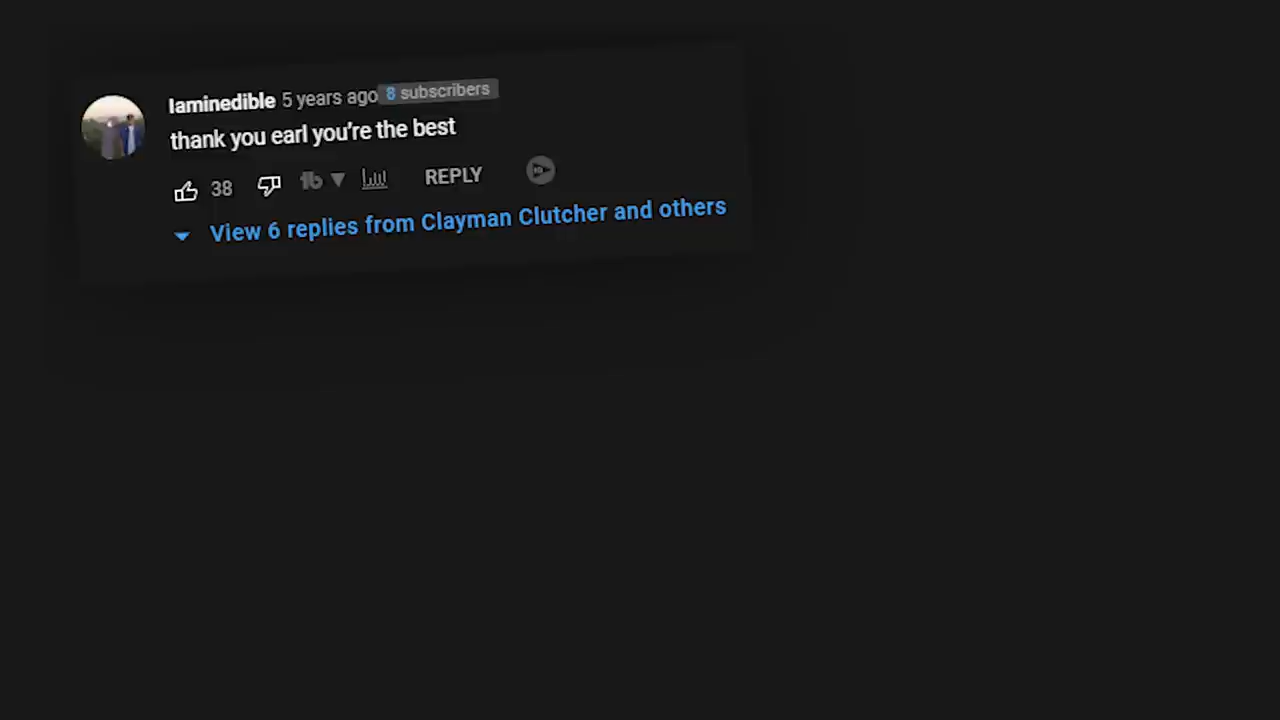 Iaminedible 5 years ago 8 subscribers
thank you earl you're the best
38 REPLY
View 6 replies from Clayman Clutcher and others